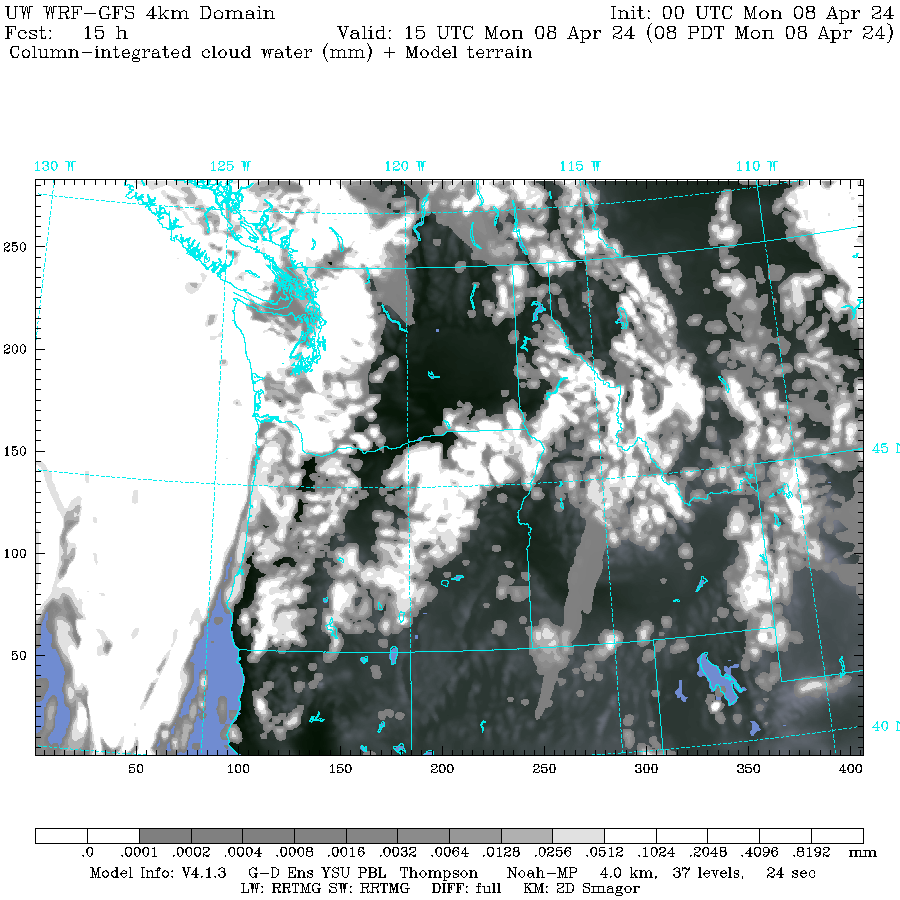 UW WRF-GFS 4km Domain Init: 00 UTC Mon 08 Apr 24
Fcst: 15 h Valid: 15 UTC Mon 08 Apr 24 (08 PDT Mon 08 Apr 24)
Column-integrated cloud water (mm) + Model terrain
130 W 125 W 120 W 115 W 110 W
250
200
150
45 N
100
50
40 N
50 100 150 200 250 300 350 400
.0 .0001 .0002 .0004 .0008 .0016 .0032 .0064 .0128 .0256 .0512 .1024 .2048 .4096 .8192 mm
Model Info: V4.1.3 G-D Ens YSU PBL Thompson Noah-MP 4.0 km, 37 levels, 24 sec
LW: RRTMG SW: RRTMG DIFF: full KM: 2D Smagor